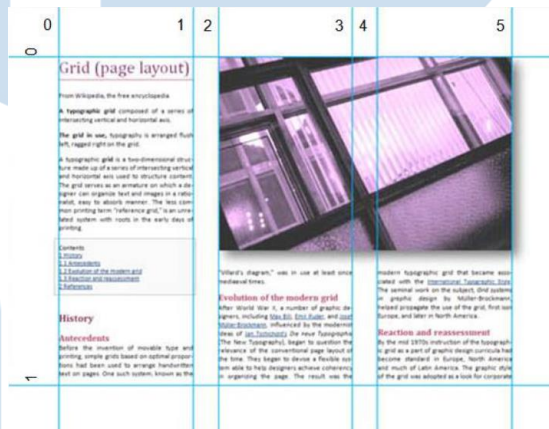 0 1 2 3 4 5
0
1
Grid (page layout)
From Wikipedia, the free encyclopedia
A typographic grid composed of a series of
intersecting vertical and horizontal axis.
The grid in use, typography is arranged flush
left, ragged right on the grid.
A typographic grid is a two-dimensional struc-
ture made up of a series of intersecting vertical
and horizontal axis used to structure content.
The grid serves as an armature on which a de-
signer can organize text and images in a ratio-
nalist, easy to absorb manner. The less com-
mon printing term "reference grid," is an unre-
lated system with roots in the early days of
printing.
Contents
1 History
1.1 Antecedents
1.2 Evolution of the modern grid
1.3 Reaction and reassessment
2 References
History
Antecedents
Before the invention of movable type and
printing, simple grids based on optimal propor-
tions had been used to arrange handwritten
text on pages. One such system, known as the
"Villard's diagram," was in use at least since
mediaeval times.
Evolution of the modern grid
After World War II, a number of graphic de-
signers, including Max Bill, Emil Ruder, and Josef
Müller-Brockmann, influenced by the modernist
ideas of Jan Tschichold's Die neue Typographie
(The New Typography), began to question the
relevance of the conventional page layout of
the time. They began to devise a flexible sys-
tem able to help designers achieve coherency
in organizing the page. The result was the
modern typographic grid that became asso-
ciated with the International Typographic Style.
The seminal work on the subject, Grid systems
in graphic design by Müller-Brockmann,
helped propagate the use of the grid, first in
Europe, and later in North America.
Reaction and reassessment
By the mid 1970s instruction of the typograph-
ic grid as a part of graphic design curricula had
become standard in Europe, North America
and much of Latin America. The graphic style
of the grid was adopted as a look for corporate